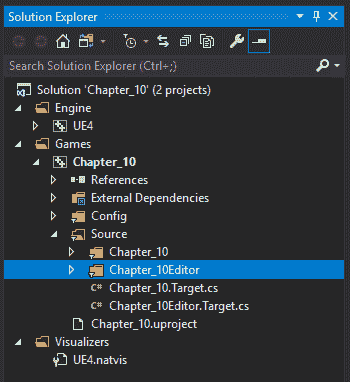 Solution Explorer
Search Solution Explorer (Ctrl+;)
Solution 'Chapter_10' (2 projects)
Engine
UE4
Games
Chapter_10
References
External Dependencies
Config
Source
Chapter_10
Chapter_10Editor
C# Chapter_10.Target.cs
C# Chapter_10Editor.Target.cs
Chapter_10.uproject
Visualizers
UE4.natvis